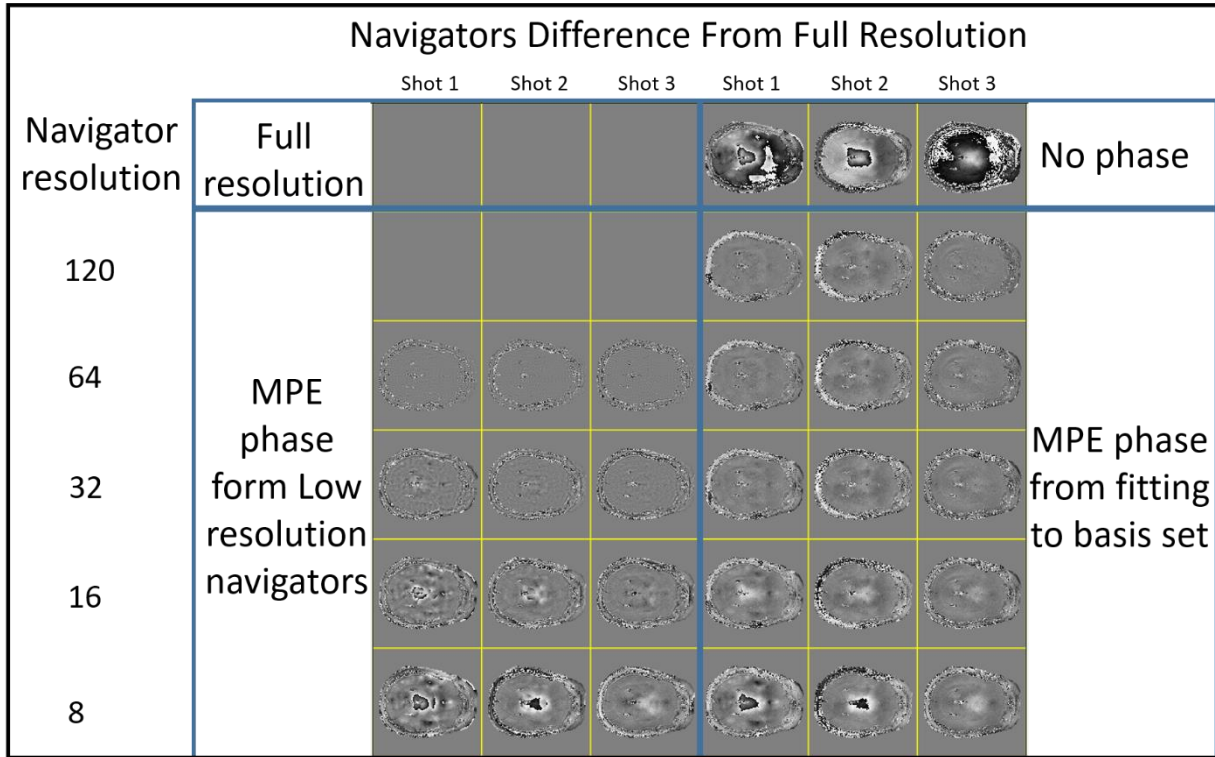 Navigators Difference From Full Resolution
Shot 1 Shot 2 Shot 3 Shot 1 Shot 2 Shot 3
Navigator
resolution
Full
resolution
No phase
120
64
32
16
8
MPE
phase
form Low
resolution
navigators
MPE phase
from fitting
to basis set